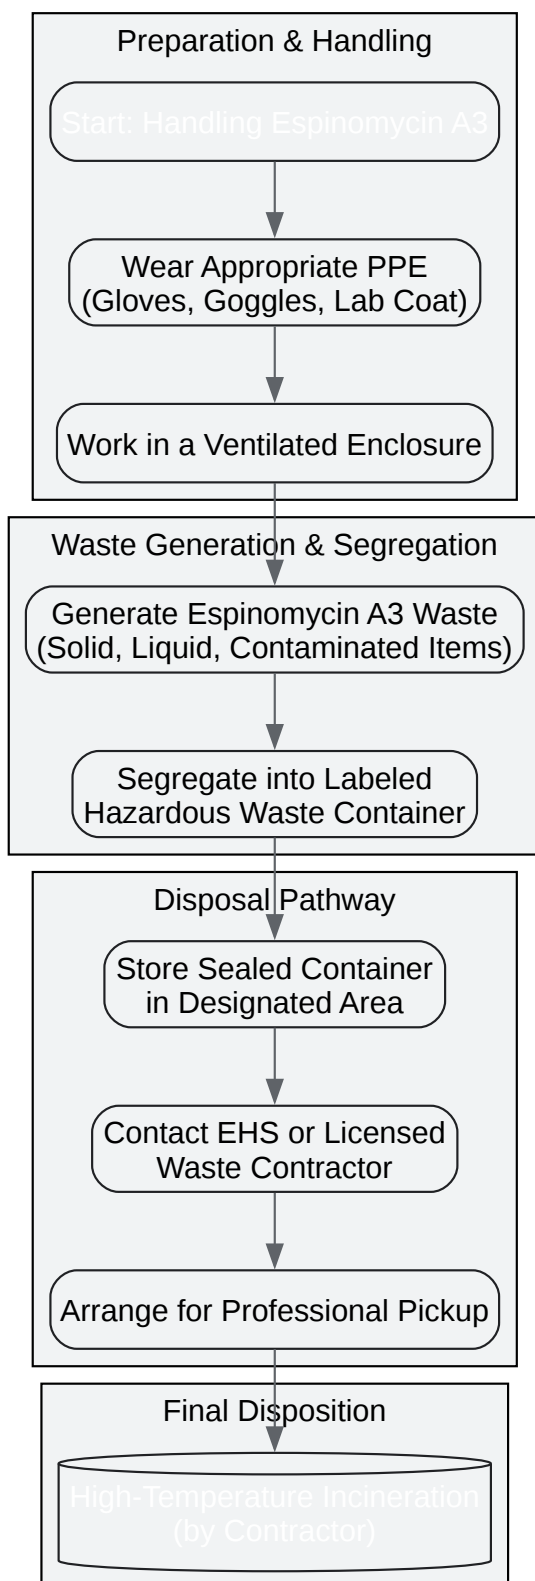 Preparation & Handling
Start: Handling Espinomycin A3
Wear Appropriate PPE
(Gloves, Goggles, Lab Coat)
Work in a Ventilated Enclosure
Waste Generation & Segregation
Generate Espinomycin A3 Waste
(Solid, Liquid, Contaminated Items)
Segregate into Labeled
Hazardous Waste Container
Disposal Pathway
Store Sealed Container
in Designated Area
Contact EHS or Licensed
Waste Contractor
Arrange for Professional Pickup
Final Disposition
High-Temperature Incineration
(by Contractor)